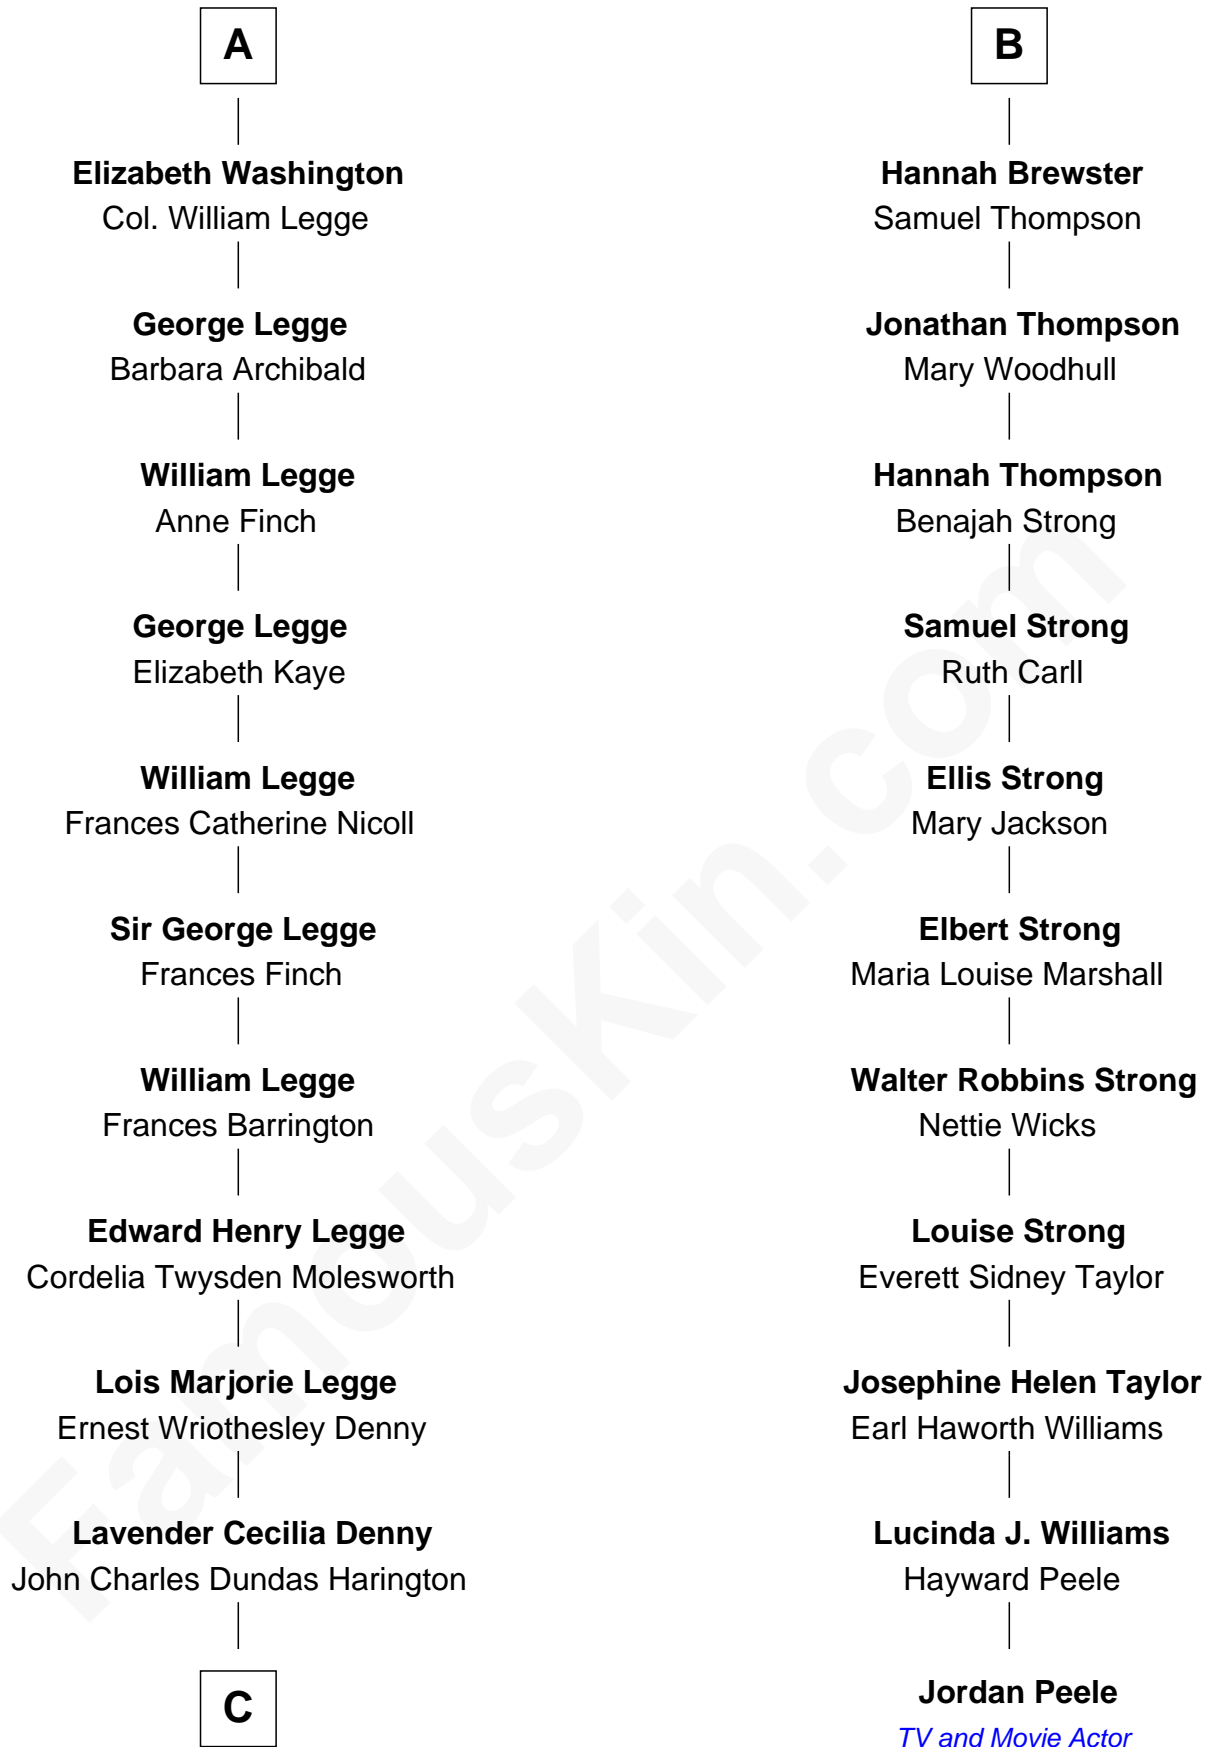 A
Elizabeth Washington
Col. William Legge
George Legge
Barbara Archibald
William Legge
Anne Finch
George Legge
Elizabeth Kaye
William Legge
Frances Catherine Nicoll
Sir George Legge
Frances Finch
William Legge
Frances Barrington
Edward Henry Legge
Cordelia Twysden Molesworth
Lois Marjorie Legge
Ernest Wriothesley Denny
Lavender Cecilia Denny
John Charles Dundas Harington
C
B
Hannah Brewster
Samuel Thompson
Jonathan Thompson
Mary Woodhull
Hannah Thompson
Benajah Strong
Samuel Strong
Ruth Carll
Ellis Strong
Mary Jackson
Elbert Strong
Maria Louise Marshall
Walter Robbins Strong
Nettie Wicks
Louise Strong
Everett Sidney Taylor
Josephine Helen Taylor
Earl Haworth Williams
Lucinda J. Williams
Hayward Peele
Jordan Peele
TV and Movie Actor
FamousKin.com